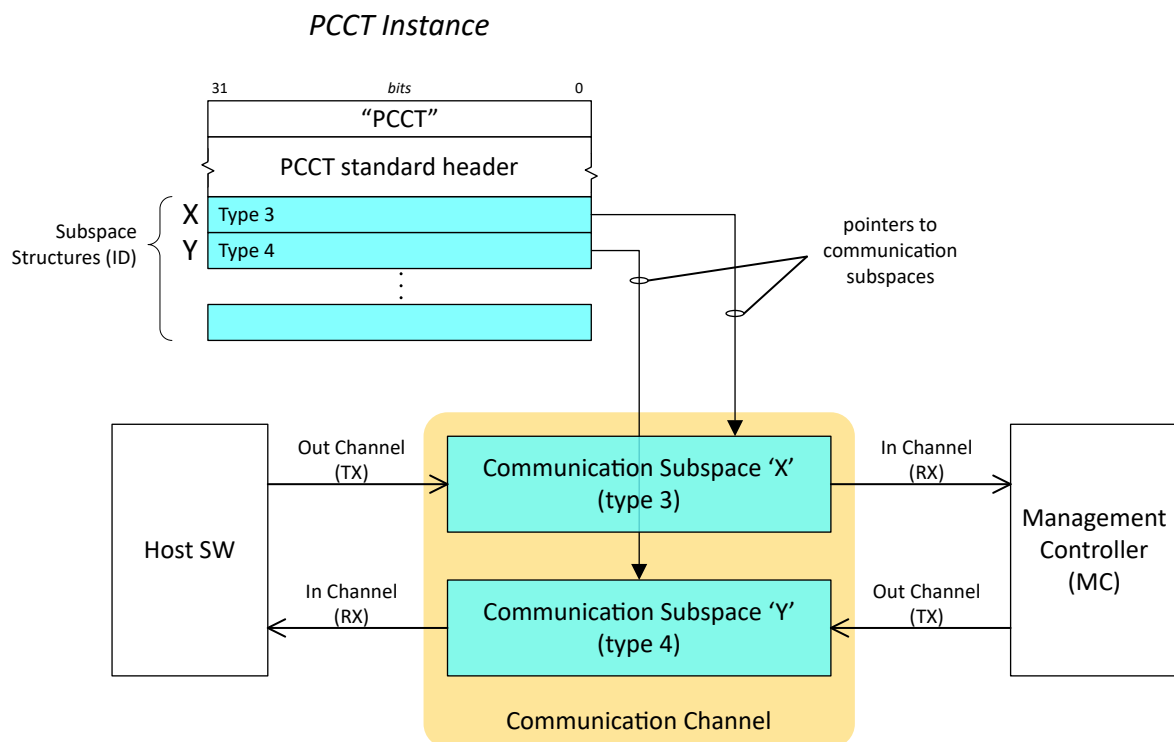 PCCT Instance
31 bits 0
“PCCT”
PCCT standard header
Subspace
Structures (ID)
X Type 3
Y Type 4
pointers to
communication
subspaces
Host SW
Out Channel
(TX)
Communication Subspace ‘X’
(type 3)
In Channel
(RX)
Management
Controller
(MC)
In Channel
(RX)
Communication Subspace ‘Y’
(type 4)
Out Channel
(TX)
Communication Channel